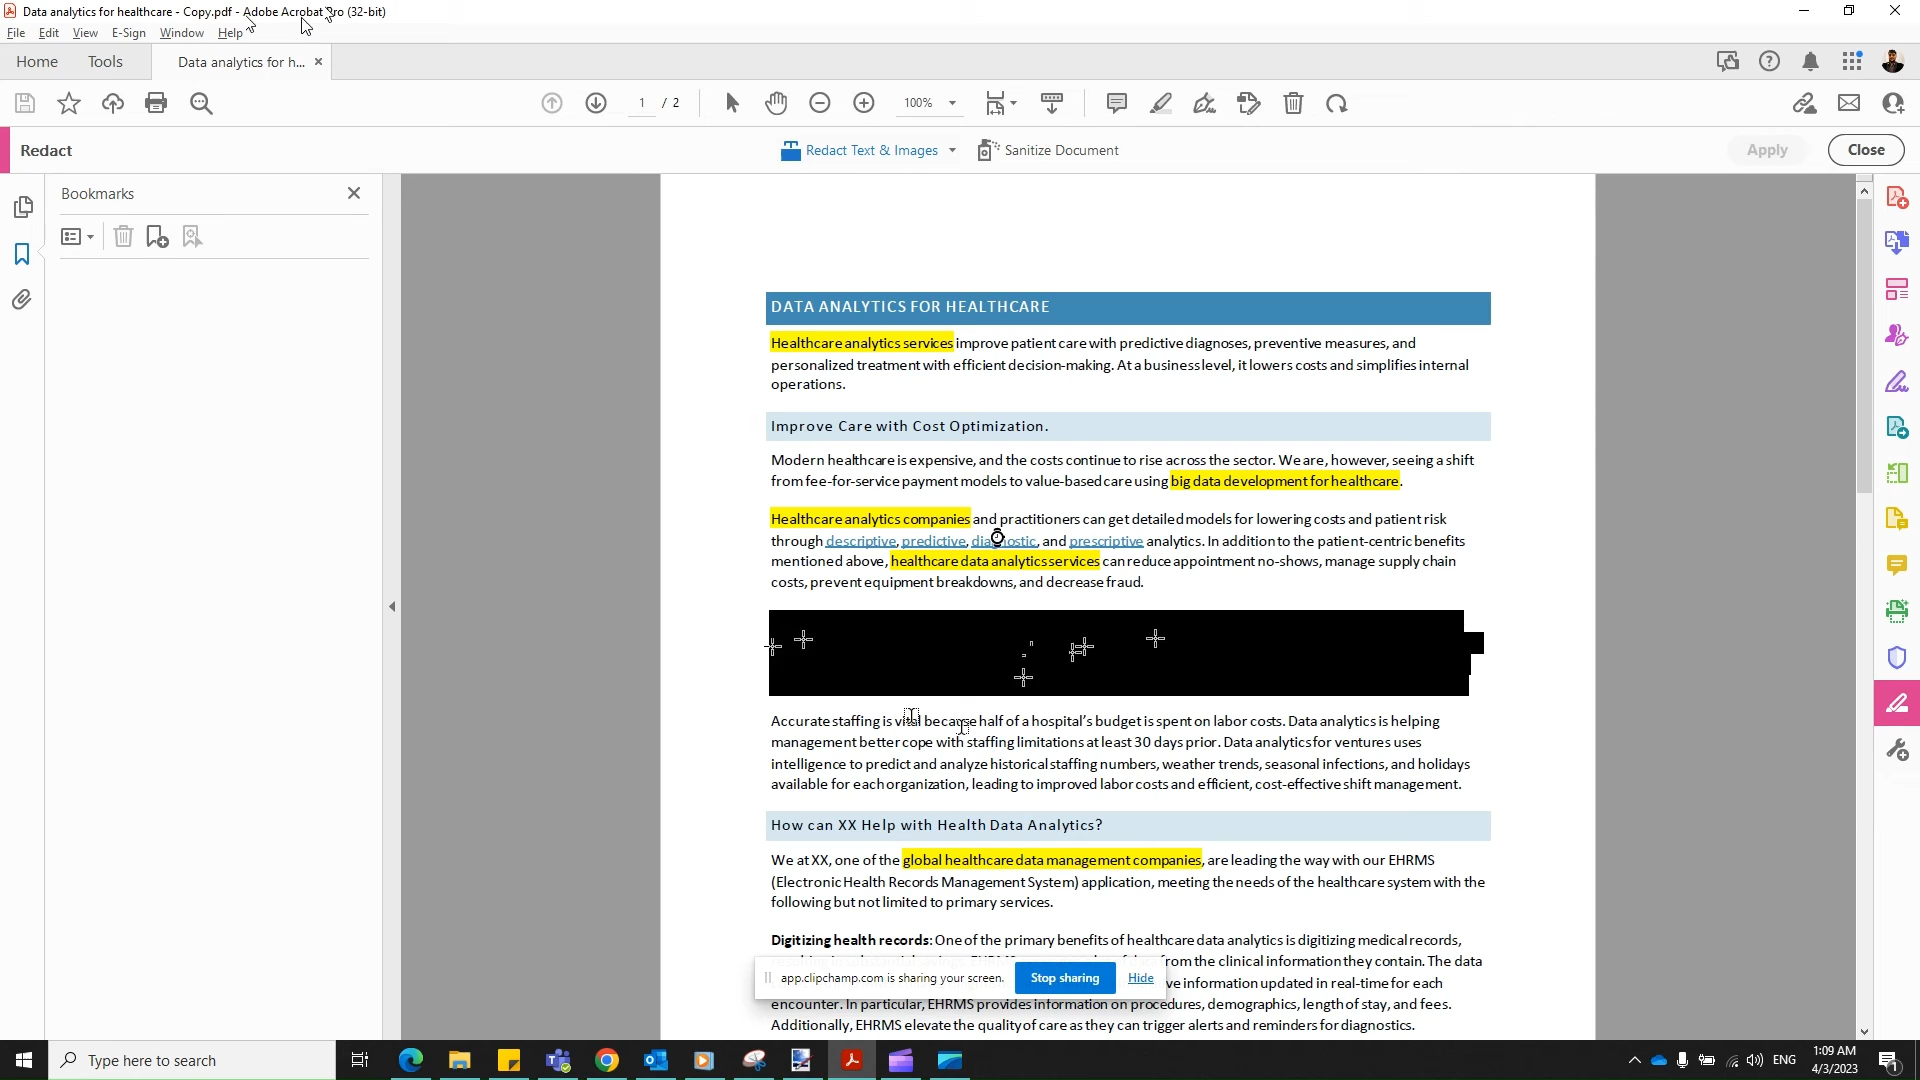 Data analytics for healthcare - Copy.pdf - Adobe Acrobat Pro (32-bit)
File Edit View E-Sign Window Help
Home Tools Data analytics for h...
1 / 2 100%
Redact Redact Text & Images Sanitize Document Apply Close
Bookmarks
DATA ANALYTICS FOR HEALTHCARE
Healthcare analytics services improve patient care with predictive diagnoses, preventive measures, and
personalized treatment with efficient decision-making. At a business level, it lowers costs and simplifies internal
operations.
Improve Care with Cost Optimization.
Modern healthcare is expensive, and the costs continue to rise across the sector. We are, however, seeing a shift
from fee-for-service payment models to value-based care using big data development for healthcare.
Healthcare analytics companies and practitioners can get detailed models for lowering costs and patient risk
through descriptive, predictive, diagnostic, and prescriptive analytics. In addition to the patient-centric benefits
mentioned above, healthcare data analytics services can reduce appointment no-shows, manage supply chain
costs, prevent equipment breakdowns, and decrease fraud.
Accurate staffing is vital because half of a hospital's budget is spent on labor costs. Data analytics is helping
management better cope with staffing limitations at least 30 days prior. Data analytics for ventures uses
intelligence to predict and analyze historical staffing numbers, weather trends, seasonal infections, and holidays
available for each organization, leading to improved labor costs and efficient, cost-effective shift management.
How can XX Help with Health Data Analytics?
We at XX, one of the global healthcare data management companies, are leading the way with our EHRMS
(Electronic Health Records Management System) application, meeting the needs of the healthcare system with the
following but not limited to primary services.
Digitizing health records: One of the primary benefits of healthcare data analytics is digitizing medical records,
from the clinical information they contain. The data
app.clipchamp.com is sharing your screen. Stop sharing Hide
information updated in real-time for each
encounter. In particular, EHRMS provides information on procedures, demographics, length of stay, and fees.
Additionally, EHRMS elevate the quality of care as they can trigger alerts and reminders for diagnostics.
Type here to search
ENG
1:09 AM
4/3/2023
1